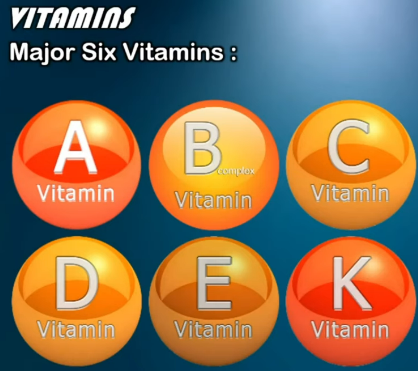 VITAMINS
Major Six Vitamins :
A
Vitamin
B complex
Vitamin
C
Vitamin
D
Vitamin
E
Vitamin
K
Vitamin